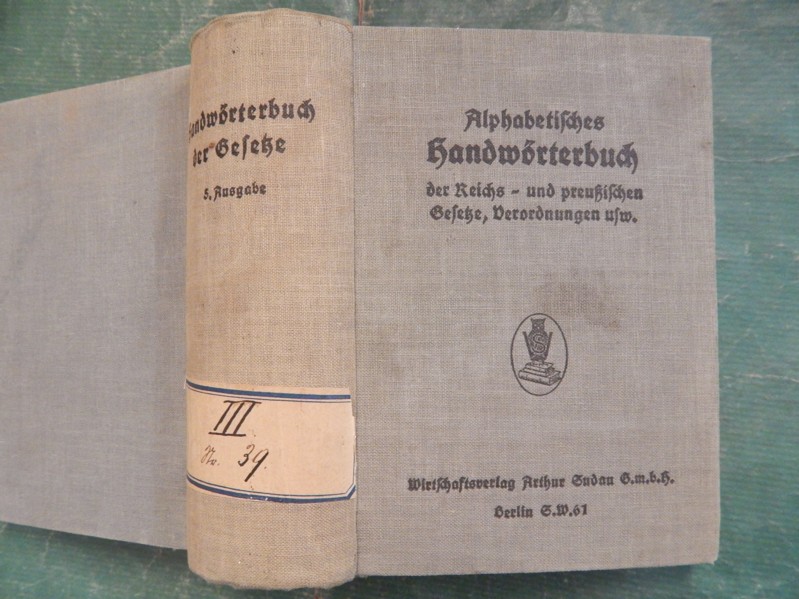 Handwörterbuch
der Gesetze
5. Ausgabe
III
No. 39.
Alphabetisches
Handwörterbuch
der Reichs - und preußischen
Gesetze, Verordnungen usw.
Wirtschaftsverlag Arthur Sudau G.m.b.H.
Berlin S.W.61